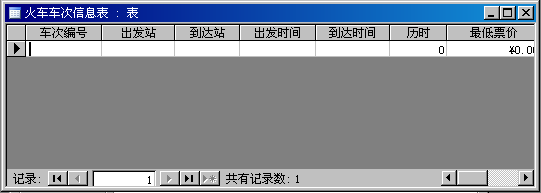 火车车次信息表 : 表
车次编号 出发站 到达站 出发时间 到达时间 历时 最低票价
0 ¥0.00
记录: 1 共有记录数: 1